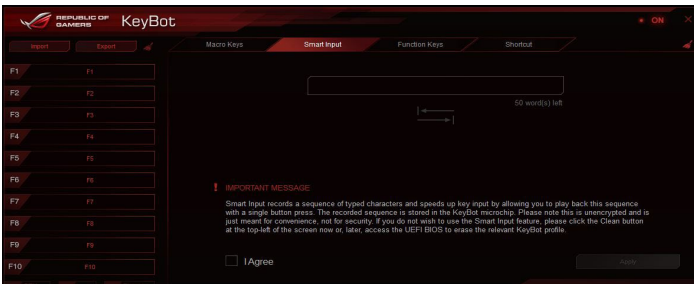 REPUBLIC OF
GAMERS
KeyBot
ON
Import
Export
Macro Keys
Smart Input
Function Keys
Shortcut
F1 F1
F2 F2
F3 F3
F4 F4
F5 F5
F6 F6
F7 F7
F8 F8
F9 F9
F10 F10
50 word(s) left
! IMPORTANT MESSAGE
Smart Input records a sequence of typed characters and speeds up key input by allowing you to play back this sequence
with a single button press. The recorded sequence is stored in the KeyBot microchip. Please note this is unencrypted and is
just meant for convenience, not for security. If you do not wish to use the Smart Input feature, please click the Clean button
at the top-left of the screen now or, later, access the UEFI BIOS to erase the relevant KeyBot profile.
I Agree
Apply